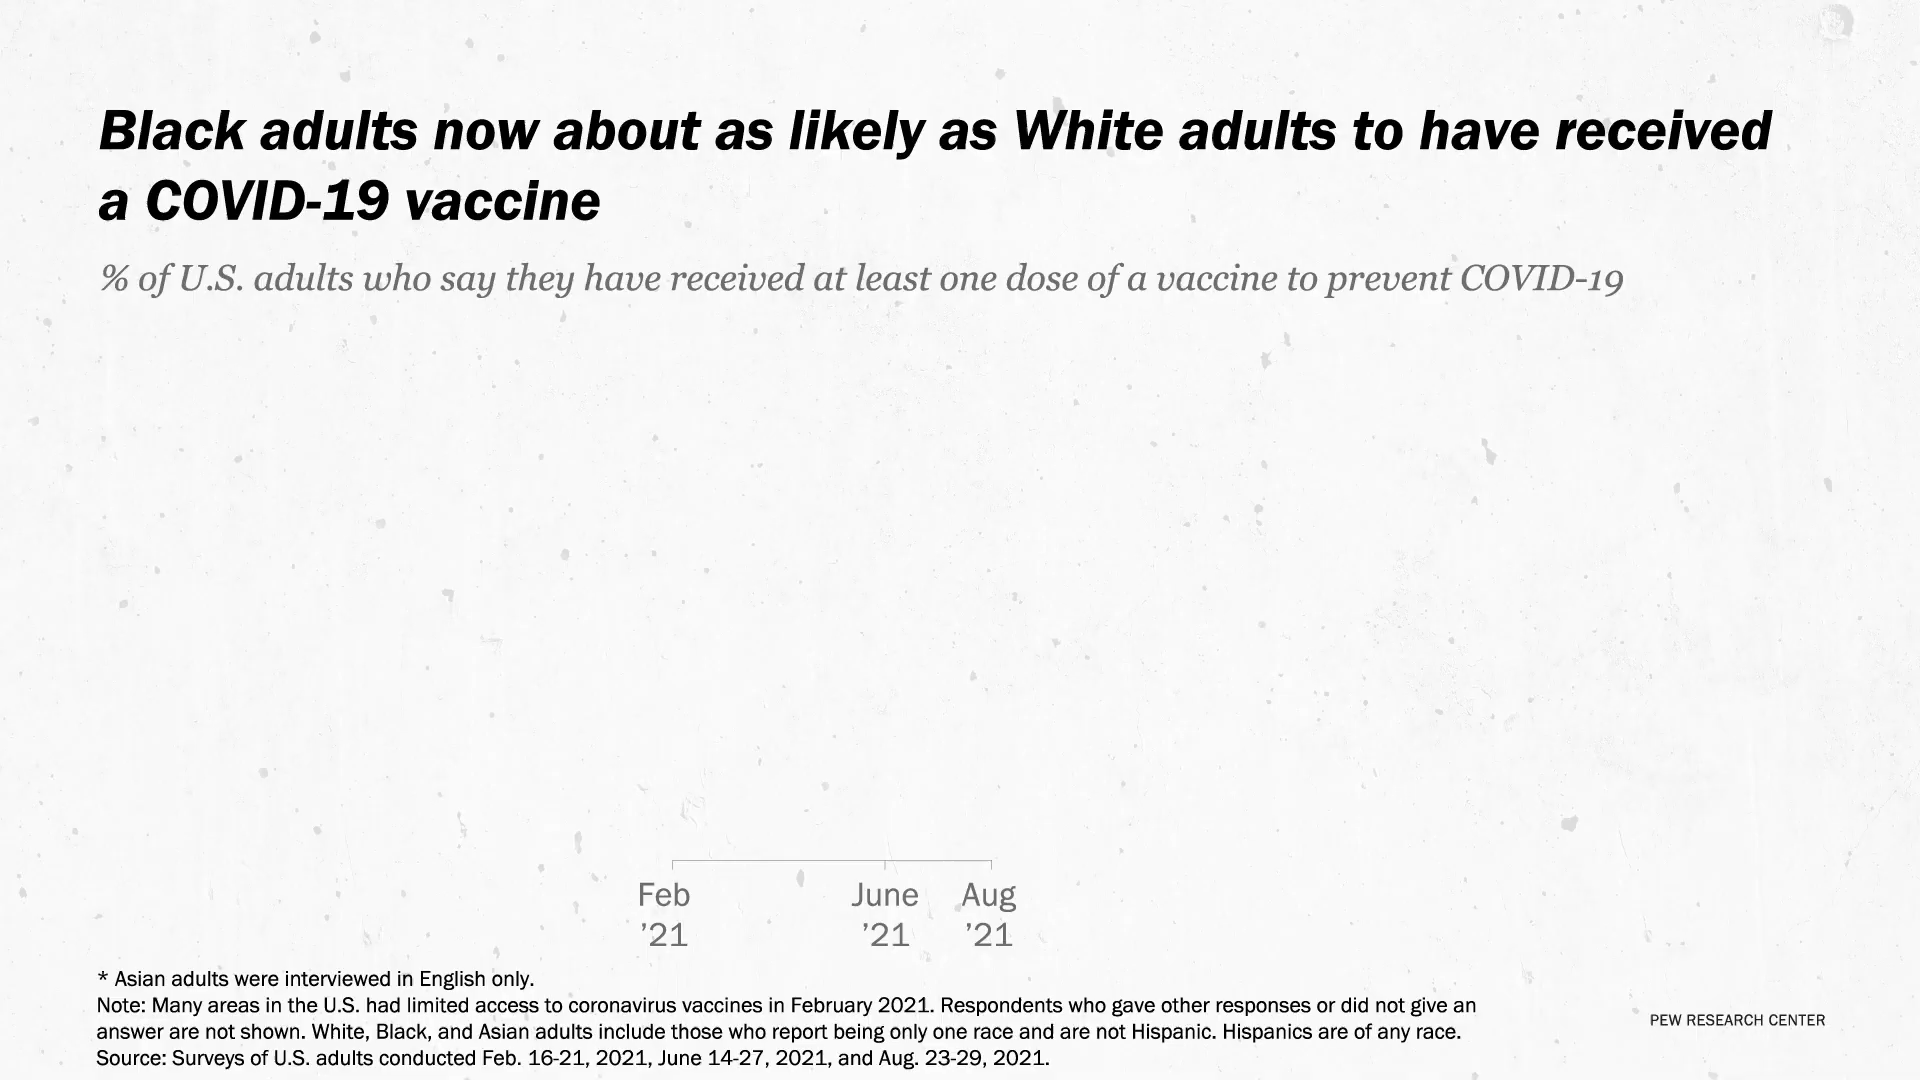 Black adults now about as likely as White adults to have received
a COVID-19 vaccine
% of U.S. adults who say they have received at least one dose of a vaccine to prevent COVID-19
Feb June Aug
’21 ’21 ’21
* Asian adults were interviewed in English only.
Note: Many areas in the U.S. had limited access to coronavirus vaccines in February 2021. Respondents who gave other responses or did not give an
answer are not shown. White, Black, and Asian adults include those who report being only one race and are not Hispanic. Hispanics are of any race.
Source: Surveys of U.S. adults conducted Feb. 16-21, 2021, June 14-27, 2021, and Aug. 23-29, 2021.
PEW RESEARCH CENTER